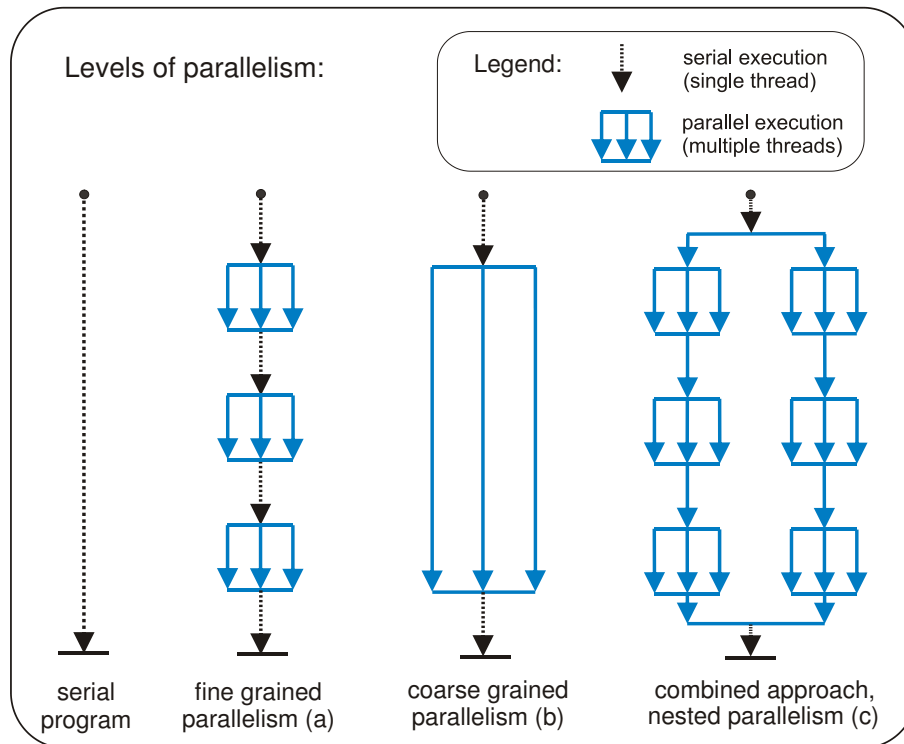 Levels of parallelism:
Legend:
serial execution
(single thread)
parallel execution
(multiple threads)
serial
program
fine grained
parallelism (a)
coarse grained
parallelism (b)
combined approach,
nested parallelism (c)